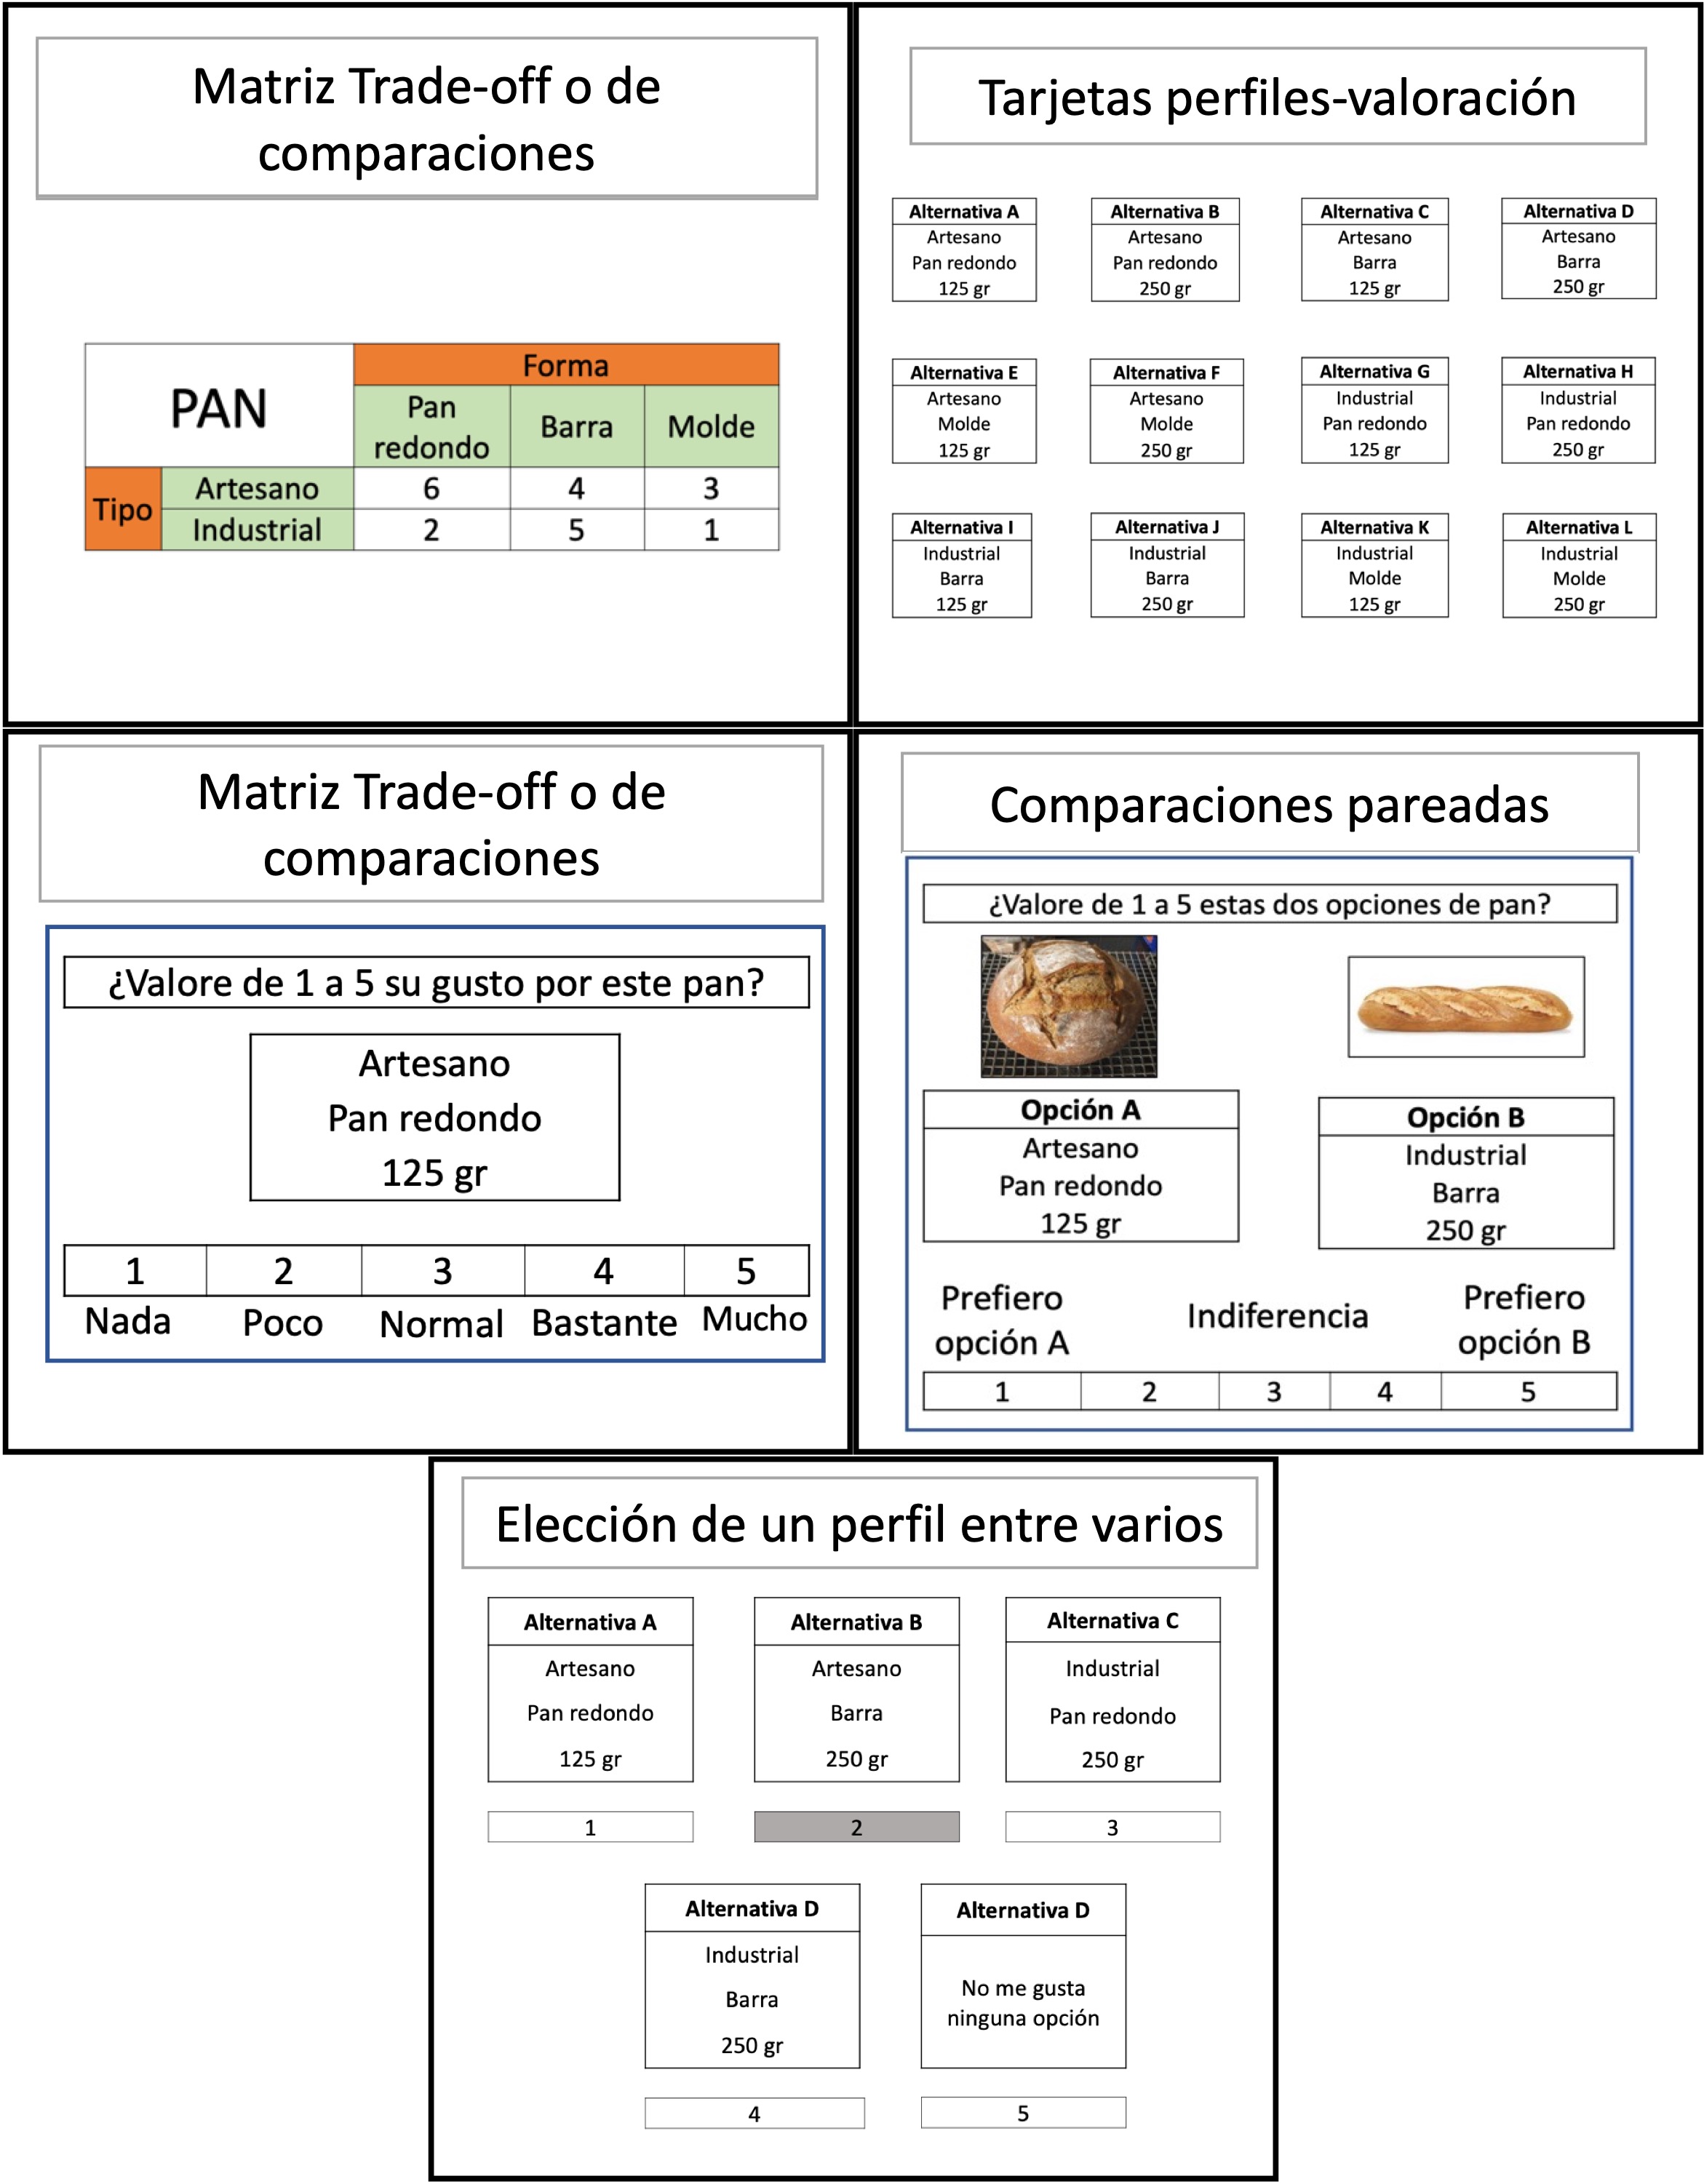 Matriz Trade-off o de
comparaciones
PAN
Forma
Pan
redondo
Barra
Molde
Tipo
Artesano 6 4 3
Industrial 2 5 1
Tarjetas perfiles-valoración
Alternativa A
Artesano
Pan redondo
125 gr
Alternativa B
Artesano
Pan redondo
250 gr
Alternativa C
Artesano
Barra
125 gr
Alternativa D
Artesano
Barra
250 gr
Alternativa E
Artesano
Molde
125 gr
Alternativa F
Artesano
Molde
250 gr
Alternativa G
Industrial
Pan redondo
125 gr
Alternativa H
Industrial
Pan redondo
250 gr
Alternativa I
Industrial
Barra
125 gr
Alternativa J
Industrial
Barra
250 gr
Alternativa K
Industrial
Molde
125 gr
Alternativa L
Industrial
Molde
250 gr
Matriz Trade-off o de
comparaciones
¿Valore de 1 a 5 su gusto por este pan?
Artesano
Pan redondo
125 gr
1 2 3 4 5
Nada Poco Normal Bastante Mucho
Comparaciones pareadas
¿Valore de 1 a 5 estas dos opciones de pan?
Opción A
Artesano
Pan redondo
125 gr
Opción B
Industrial
Barra
250 gr
Prefiero
opción A
Indiferencia
Prefiero
opción B
1 2 3 4 5
Elección de un perfil entre varios
Alternativa A
Artesano
Pan redondo
125 gr
1
Alternativa B
Artesano
Barra
250 gr
2
Alternativa C
Industrial
Pan redondo
250 gr
3
Alternativa D
Industrial
Barra
250 gr
4
Alternativa D
No me gusta
ninguna opción
5